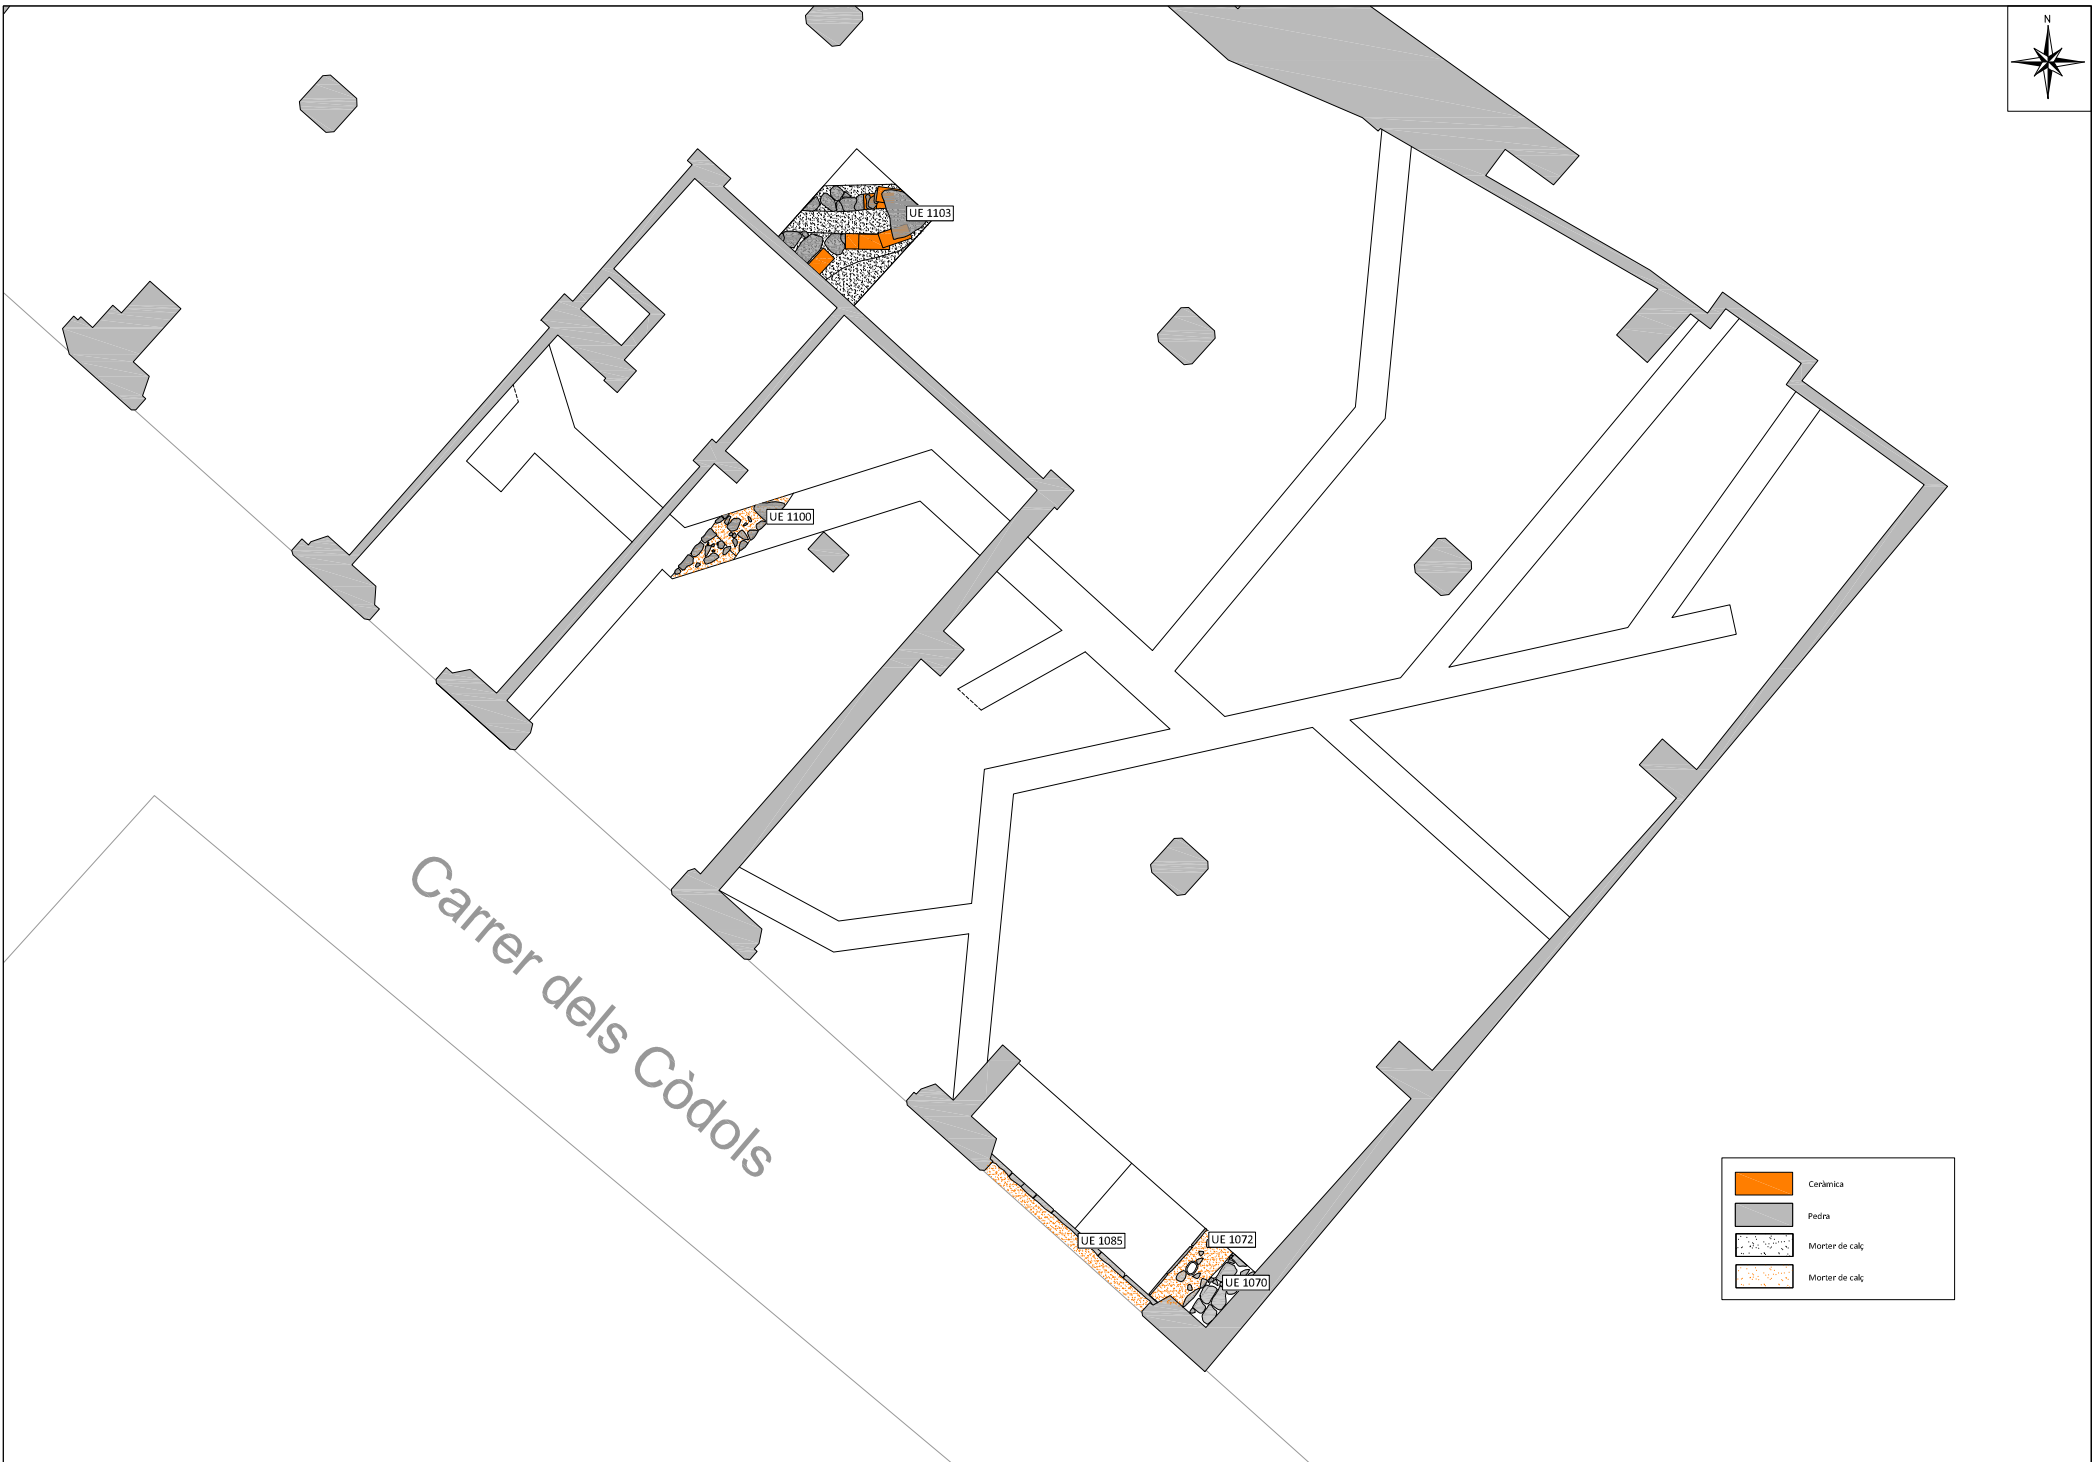 N
UE 1103
UE 1100
Carrer dels Còdols
UE 1085
UE 1072
UE 1070
Ceràmica
Pedra
Morter de calç
Morter de calç